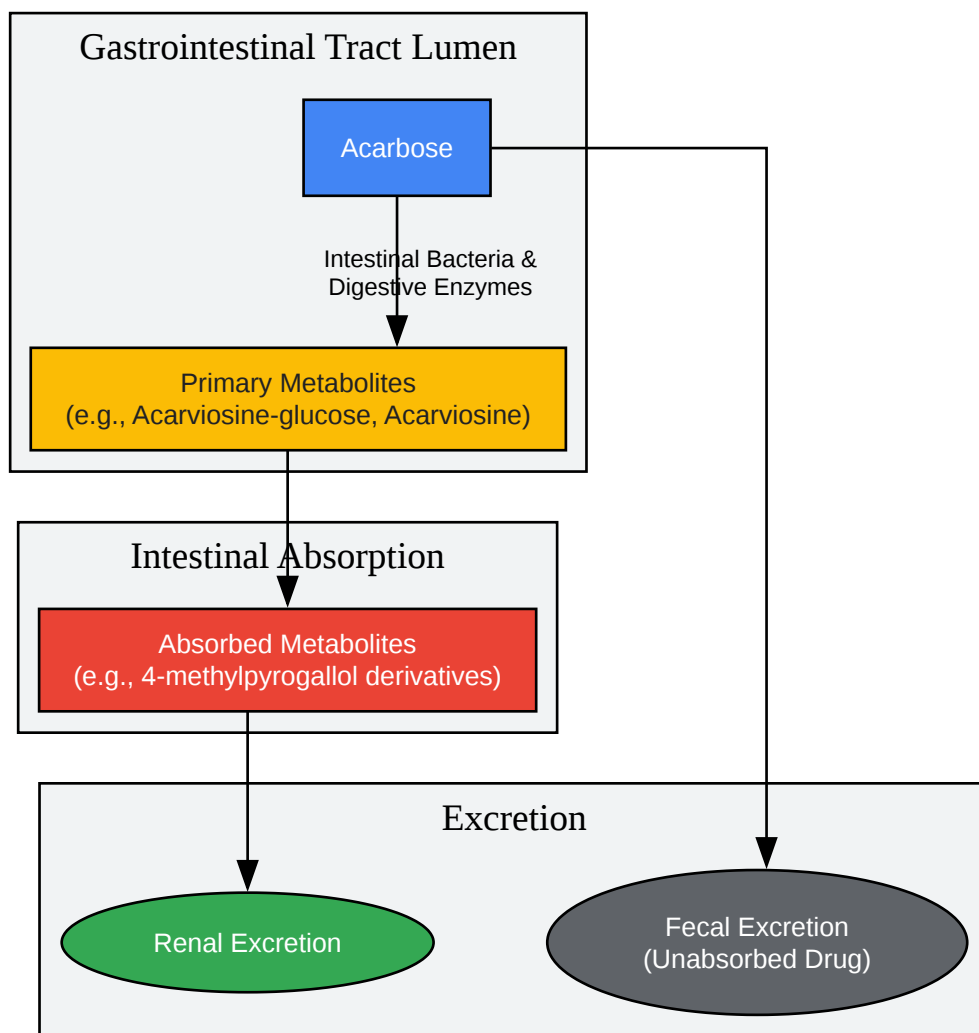 Gastrointestinal Tract Lumen
Acarbose
Intestinal Bacteria &
Digestive Enzymes
Primary Metabolites
(e.g., Acarviosine-glucose, Acarviosine)
Intestinal Absorption
Absorbed Metabolites
(e.g., 4-methylpyrogallol derivatives)
Excretion
Renal Excretion
Fecal Excretion
(Unabsorbed Drug)